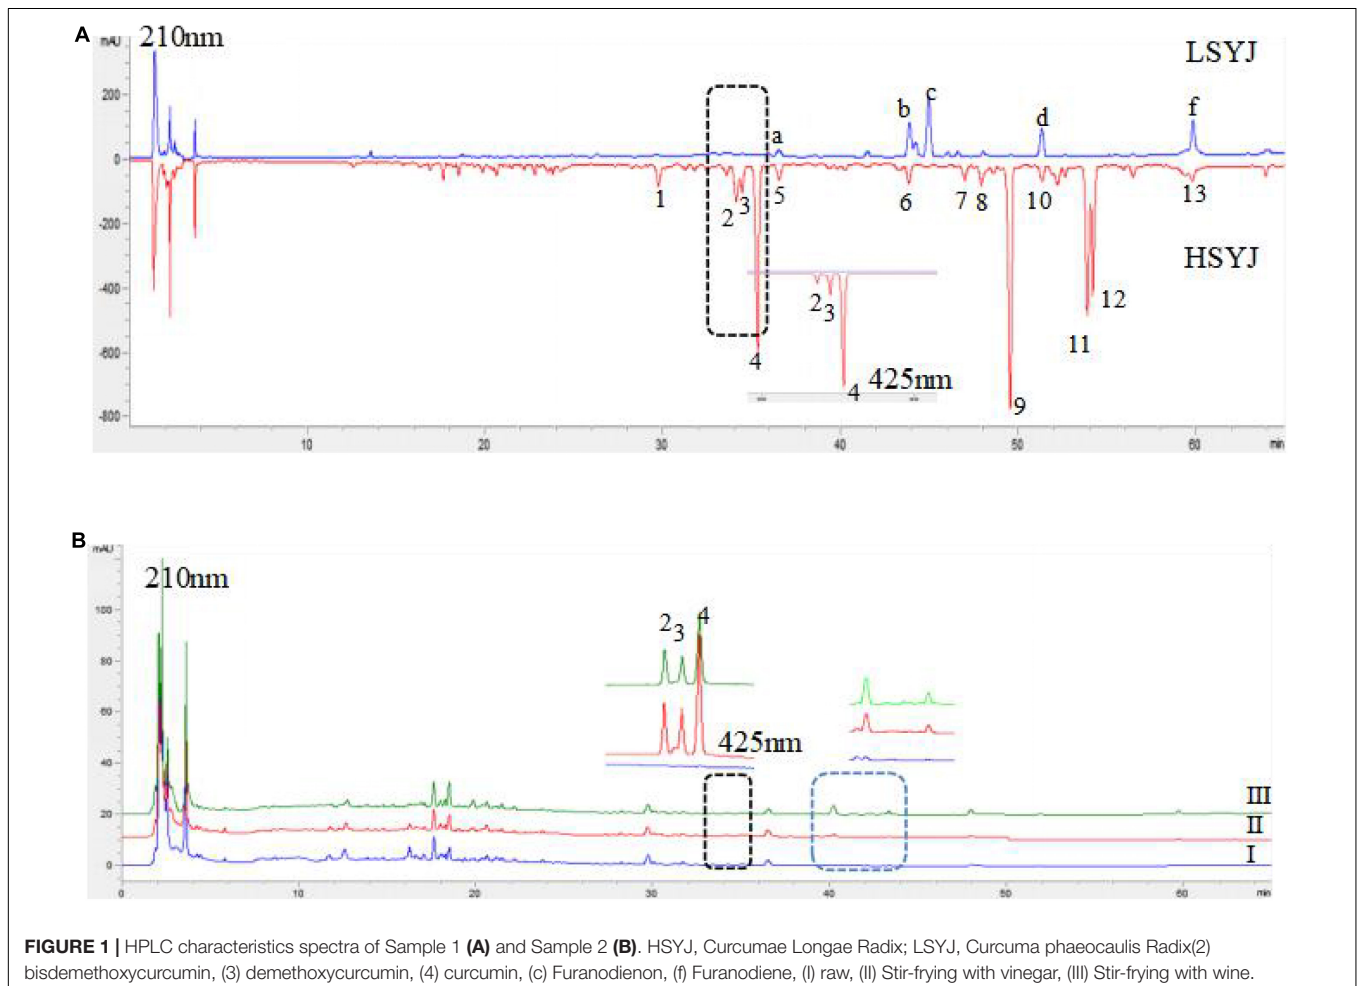 A
mAU
210nm
LSYJ
200
0
-200
-400
-600
-800
a
b
c
d
f
1
2
3
4
5
6
7
8
9
10
11
12
13
HSYJ
2
3
4
425nm
10
20
30
40
50
60
min
B
mAU
210nm
100
80
60
40
20
0
2
3
4
425nm
III
II
I
0
10
20
30
40
50
60
min
FIGURE 1 | HPLC characteristics spectra of Sample 1 (A) and Sample 2 (B). HSYJ, Curcumae Longae Radix; LSYJ, Curcuma phaeocaulis Radix(2)
bisdemethoxycurcumin, (3) demethoxycurcumin, (4) curcumin, (c) Furanodienon, (f) Furanodiene, (I) raw, (II) Stir-frying with vinegar, (III) Stir-frying with wine.